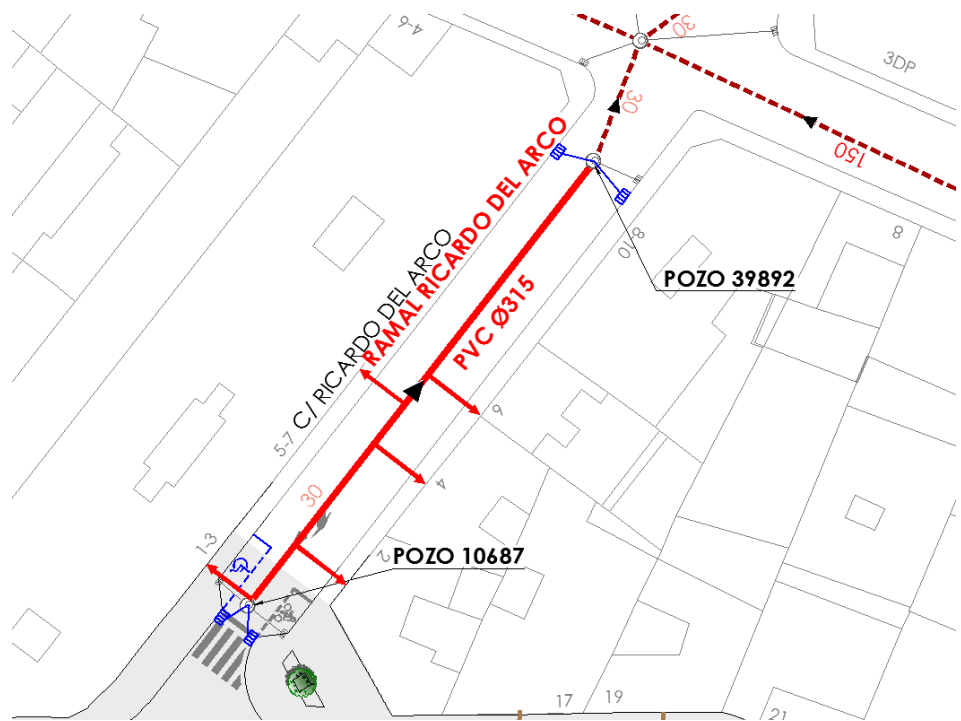 4-6
30
3DP
30
150
RAMAL RICARDO DEL ARCO
C/ RICARDO DEL ARCO
8-10
8
POZO 39892
PVC Ø315
6
5-7
4
30
1-3
2
POZO 10687
17
19
21